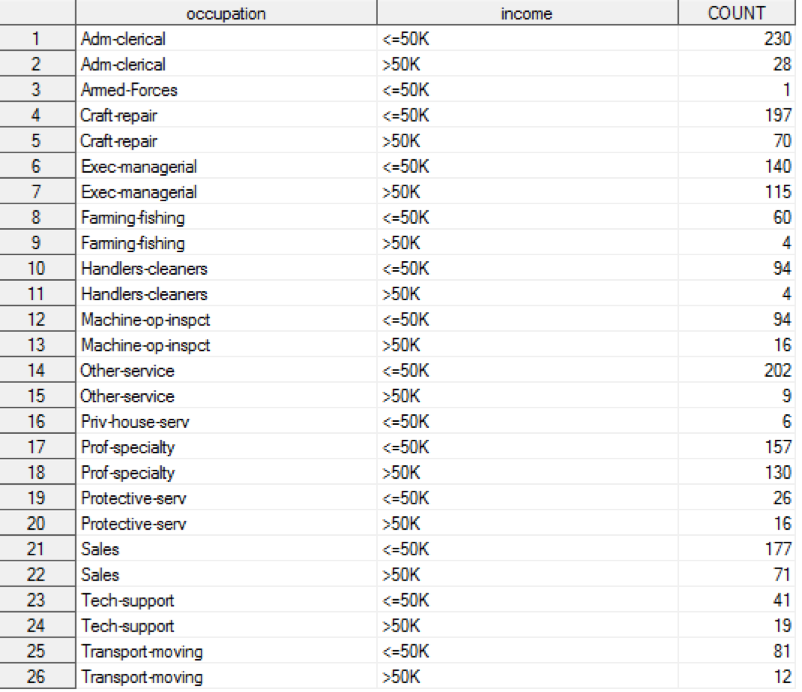 occupation income COUNT
1 Adm-clerical <=50K 230
2 Adm-clerical >50K 28
3 Armed-Forces <=50K 1
4 Craft-repair <=50K 197
5 Craft-repair >50K 70
6 Exec-managerial <=50K 140
7 Exec-managerial >50K 115
8 Farming-fishing <=50K 60
9 Farming-fishing >50K 4
10 Handlers-cleaners <=50K 94
11 Handlers-cleaners >50K 4
12 Machine-op-inspct <=50K 94
13 Machine-op-inspct >50K 16
14 Other-service <=50K 202
15 Other-service >50K 9
16 Priv-house-serv <=50K 6
17 Prof-specialty <=50K 157
18 Prof-specialty >50K 130
19 Protective-serv <=50K 26
20 Protective-serv >50K 16
21 Sales <=50K 177
22 Sales >50K 71
23 Tech-support <=50K 41
24 Tech-support >50K 19
25 Transport-moving <=50K 81
26 Transport-moving >50K 12